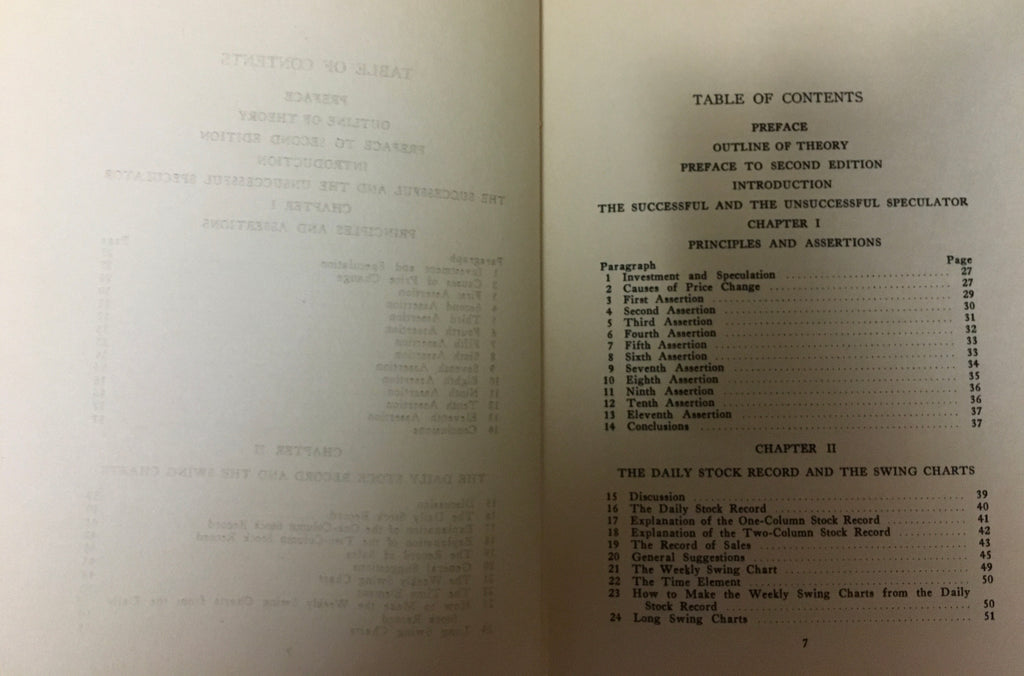 TABLE OF CONTENTS
PREFACE
OUTLINE OF THEORY
PREFACE TO SECOND EDITION
INTRODUCTION
THE SUCCESSFUL AND THE UNSUCCESSFUL SPECULATOR
CHAPTER I
PRINCIPLES AND ASSERTIONS
Paragraph Page
1 Investment and Speculation 27
2 Causes of Price Change 27
3 First Assertion 29
4 Second Assertion 30
5 Third Assertion 31
6 Fourth Assertion 32
7 Fifth Assertion 33
8 Sixth Assertion 33
9 Seventh Assertion 34
10 Eighth Assertion 35
11 Ninth Assertion 36
12 Tenth Assertion 36
13 Eleventh Assertion 37
14 Conclusions 37
CHAPTER II
THE DAILY STOCK RECORD AND THE SWING CHARTS
15 Discussion 39
16 The Daily Stock Record 40
17 Explanation of the One-Column Stock Record 41
18 Explanation of the Two-Column Stock Record 42
19 The Record of Sales 43
20 General Suggestions 45
21 The Weekly Swing Chart 49
22 The Time Element 50
23 How to Make the Weekly Swing Charts from the Daily
Stock Record 50
24 Long Swing Charts 51
7